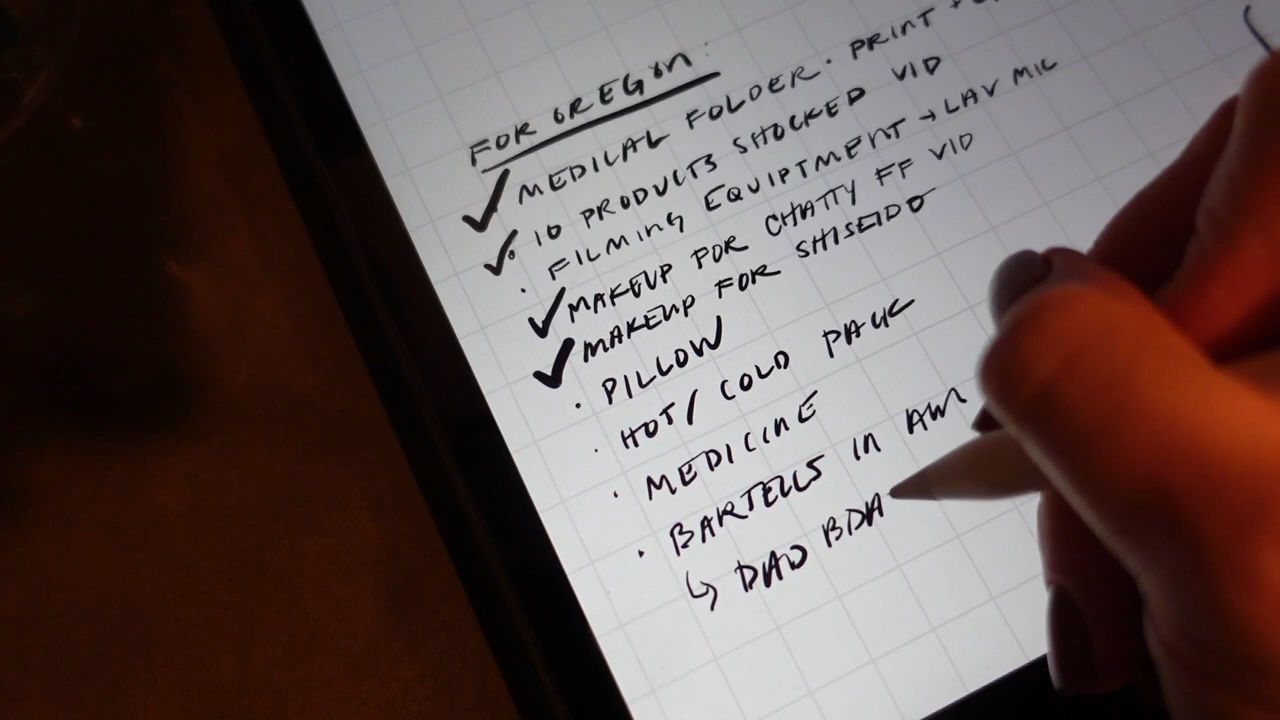 FOR OREGON:
✓ MEDICAL FOLDER. PRINT +
✓ 10 PRODUCTS SHOCKED VID
· FILMING EQUIPTMENT → LAV MIC
✓ MAKEUP FOR CHATTY FF VID
✓ MAKEUP FOR SHISEIDO
· PILLOW
· HOT/ COLD PACK
· MEDICINE
· BARTELLS IN AM
↳ DAD BDA